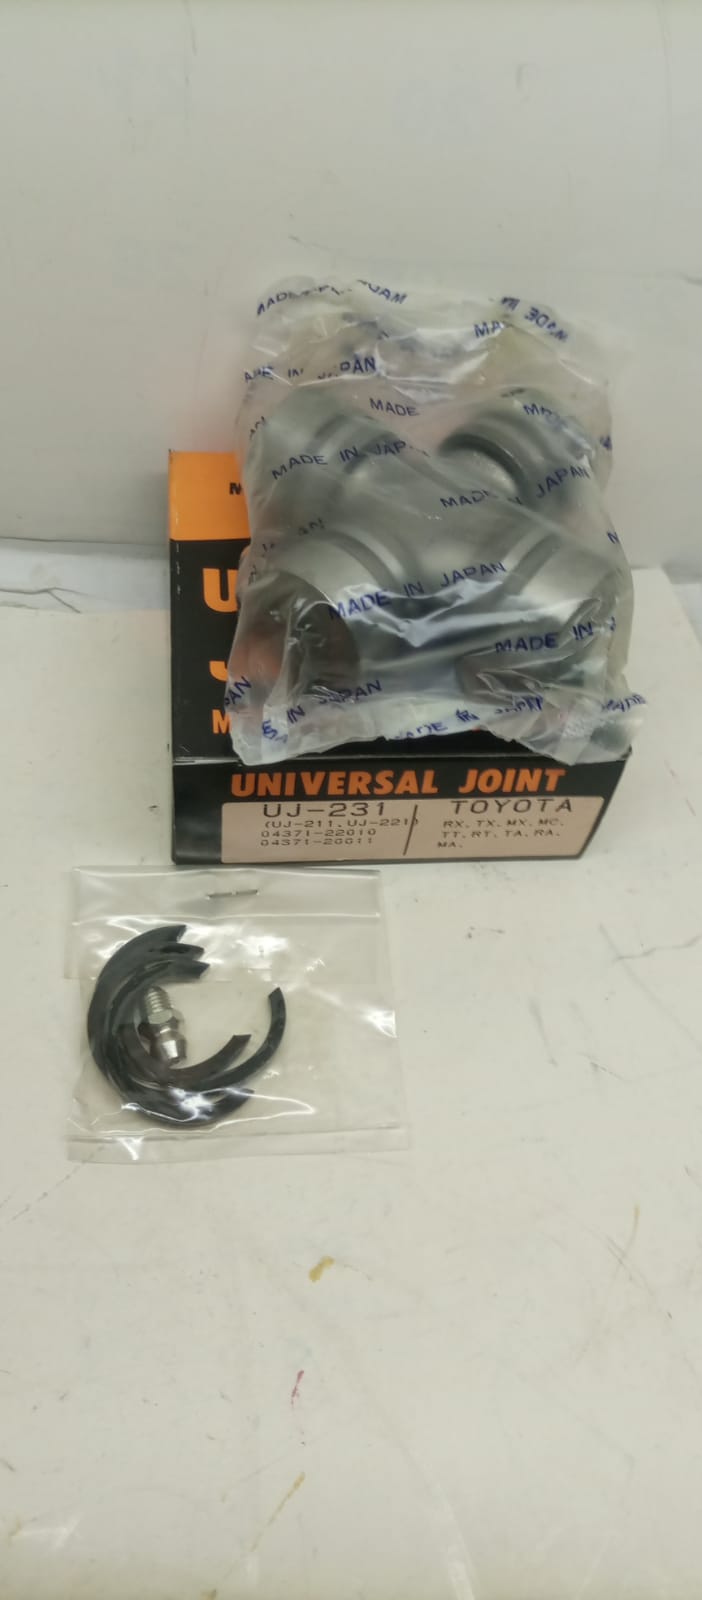 MADE
MADE IN JAPAN
MADE IN JAPAN
MADE IN JAPAN
MADE IN
UNIVERSAL JOINT
UJ-231
(UJ-211, UJ-221)
04371-22010
04371-20011
TOYOTA
RX, TX, MX, MC,
TT, RT, TA, RA,
MA.